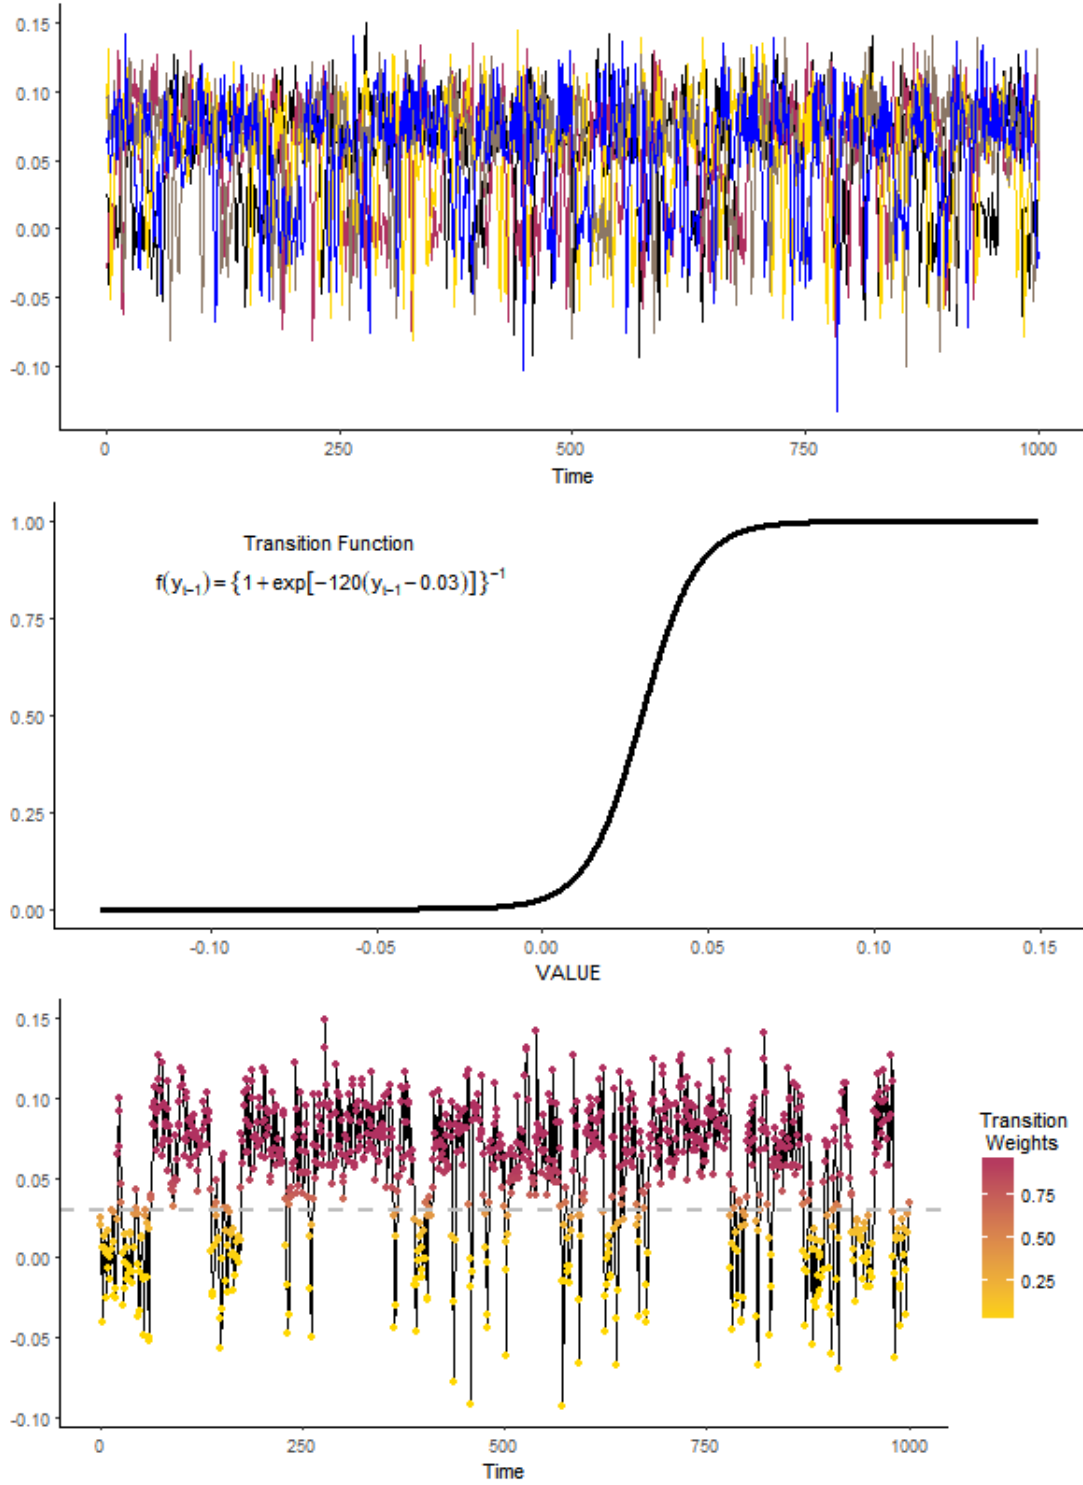 0.15
0.10
0.05
0.00
-0.05
-0.10
0 250 500 750 1000
Time
1.00
Transition Function
f(y_{t−1}) = {1 + exp[−120(y_{t−1} − 0.03)]}^{−1}
0.75
0.50
0.25
0.00
-0.10 -0.05 0.00 0.05 0.10 0.15
VALUE
0.15
0.10
0.05
0.00
-0.05
-0.10
0 250 500 750 1000
Time
Transition
Weights
0.75
0.50
0.25